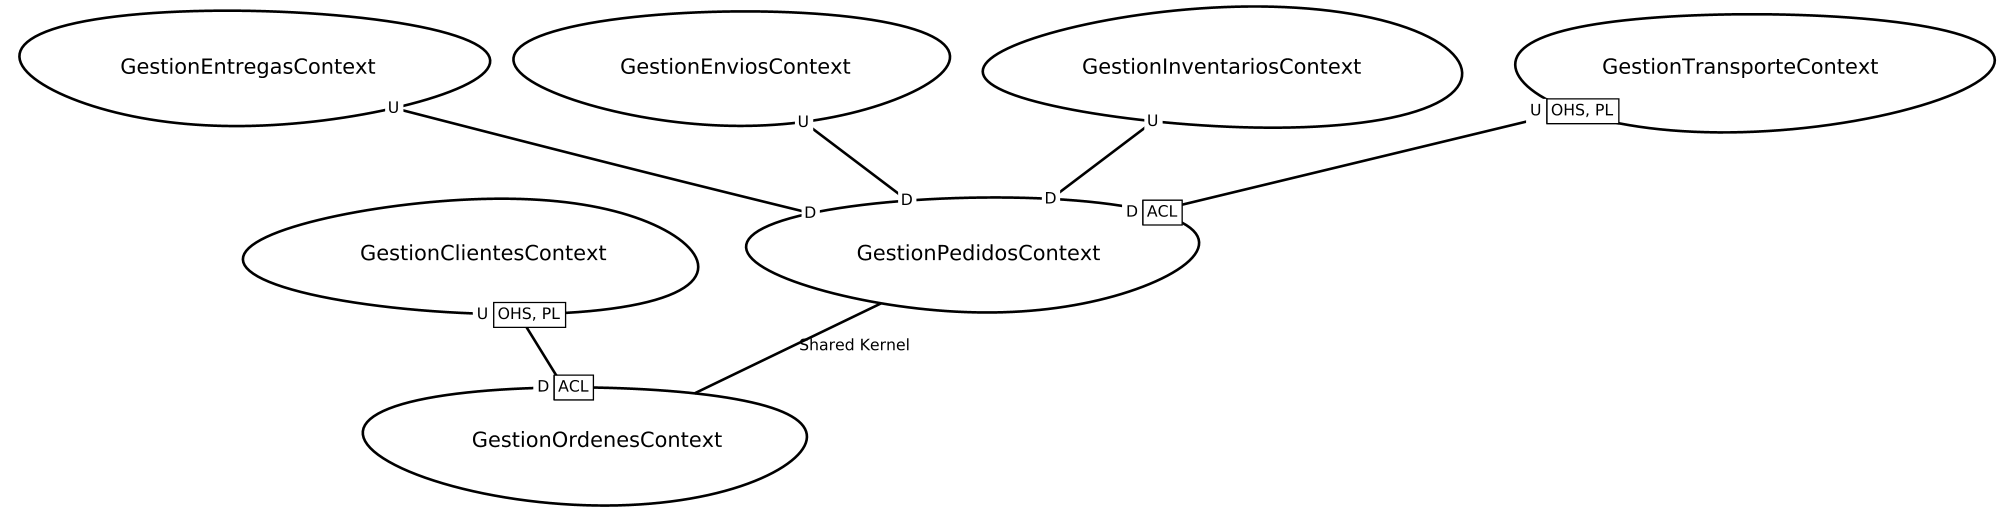 GestionEntregasContext
GestionEnviosContext
GestionInventariosContext
GestionTransporteContext
U
U
U
U OHS, PL
D
D
D
D ACL
GestionClientesContext
GestionPedidosContext
U OHS, PL
Shared Kernel
D ACL
GestionOrdenesContext